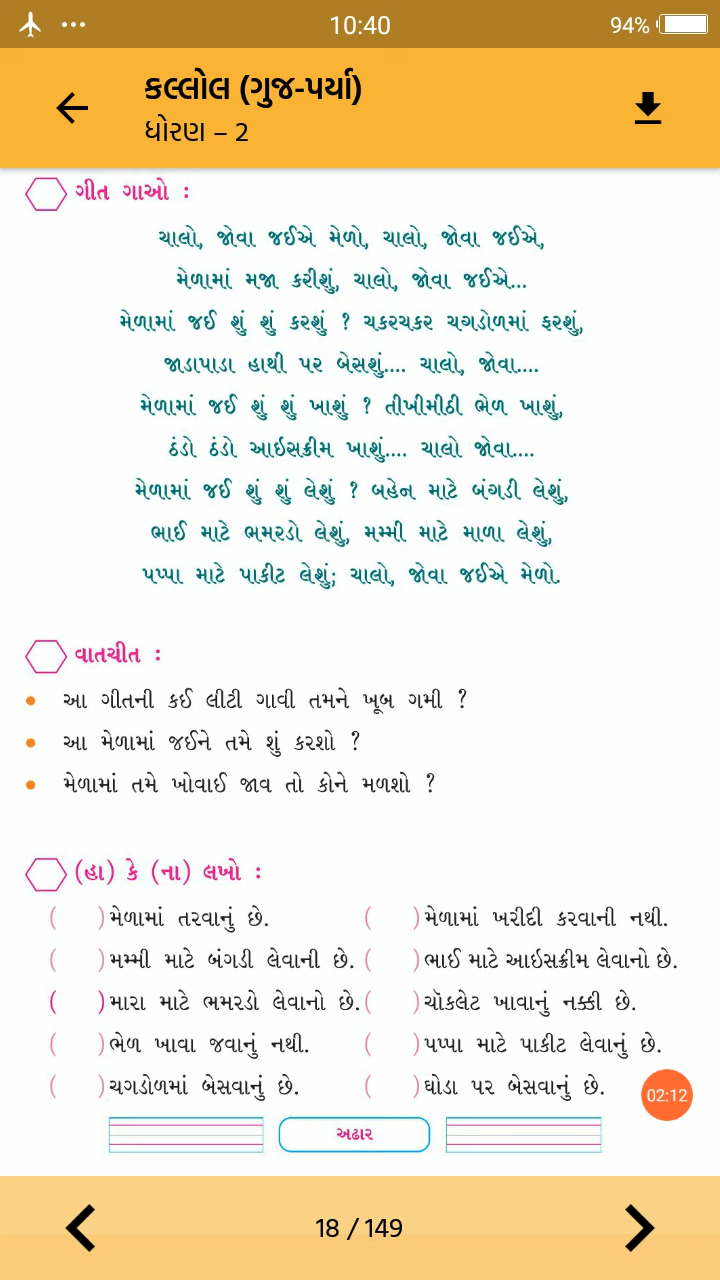 10:40
94%
કલ્લોલ (ગુજ-પર્યા)
ધોરણ – 2
ગીત ગાઓ :
ચાલો, જોવા જઈએ મેળો, ચાલો, જોવા જઈએ,
મેળામાં મજા કરીશું, ચાલો, જોવા જઈએ...
મેળામાં જઈ શું શું કરશું ? ચકરચકર ચગડોળમાં ફરશું,
જાડાપાડા હાથી પર બેસશું.... ચાલો, જોવા....
મેળામાં જઈ શું શું ખાશું ? તીખીમીઠી ભેળ ખાશું,
ઠંડો ઠંડો આઇસક્રીમ ખાશું.... ચાલો જોવા....
મેળામાં જઈ શું શું લેશું ? બહેન માટે બંગડી લેશું,
ભાઈ માટે ભમરડો લેશું, મમ્મી માટે માળા લેશું,
પપ્પા માટે પાકીટ લેશું; ચાલો, જોવા જઈએ મેળો.
વાતચીત :
• આ ગીતની કઈ લીટી ગાવી તમને ખૂબ ગમી ?
• આ મેળામાં જઈને તમે શું કરશો ?
• મેળામાં તમે ખોવાઈ જાવ તો કોને મળશો ?
(હા) કે (ના) લખો :
( ) મેળામાં તરવાનું છે. ( ) મેળામાં ખરીદી કરવાની નથી.
( ) મમ્મી માટે બંગડી લેવાની છે. ( ) ભાઈ માટે આઇસક્રીમ લેવાનો છે.
( ) મારા માટે ભમરડો લેવાનો છે. ( ) ચૉકલેટ ખાવાનું નક્કી છે.
( ) ભેળ ખાવા જવાનું નથી. ( ) પપ્પા માટે પાકીટ લેવાનું છે.
( ) ચગડોળમાં બેસવાનું છે. ( ) ઘોડા પર બેસવાનું છે.
02:12
અઢાર
18 / 149